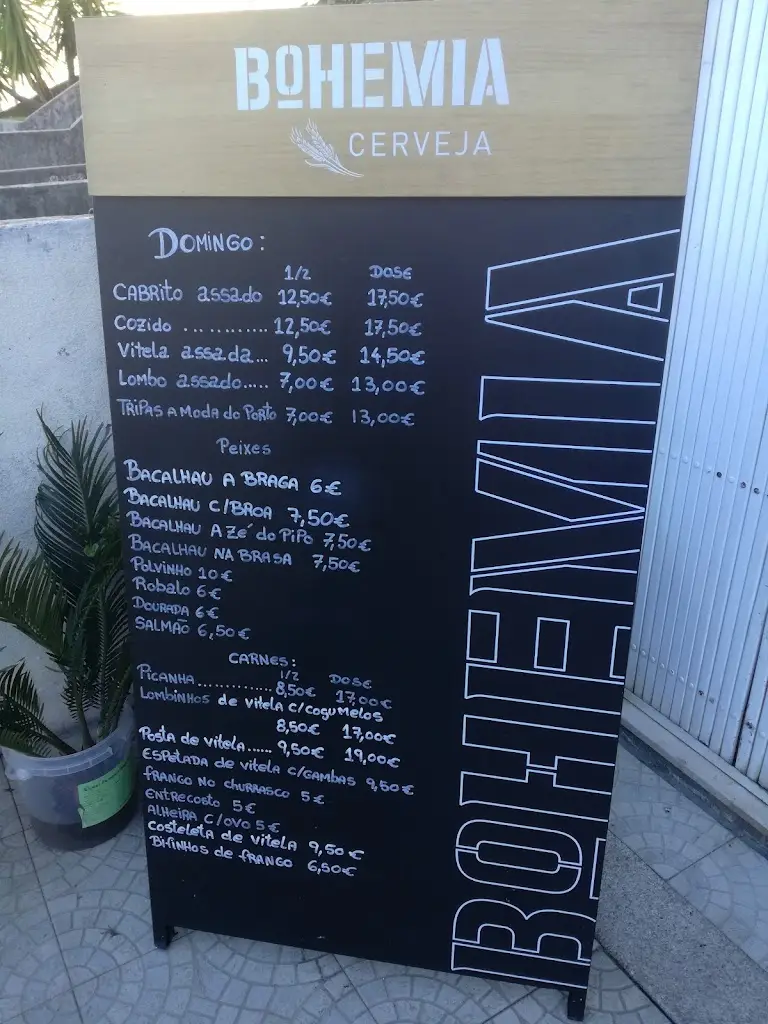 BOHEMIA
CERVEJA
DOMINGO:
1/2 DOSE
CABRITO assado 12,50€ 17,50€
COZIDO ............ 12,50€ 17,50€
Vitela assada... 9,50€ 14,50€
LOMBO assado..... 7,00€ 13,00€
TRIPAS A MODA do PORTO 7,00€ 13,00€
Peixes
BACALHAU A BRAGA 6€
BACALHAU C/BROA 7,50€
BACALHAU A Zé do PiPO 7,50€
BACALHAU NA BRASA 7,50€
POLVINHO 10€
Robalo 6€
DOURADA 6€
SALMÃO 6,50€
CARNES:
1/2 DOSE
PICANHA.............. 8,50€ 17,00€
LOMBINHOS de vitela c/cogumelos
8,50€ 17,00€
Posta de vitela...... 9,50€ 19,00€
ESPETADA de vitela c/GAMBAS 9,50€
FRANGO NO CHURRASCO 5€
ENTRECOSTO 5€
ALHEIRA C/OVO 5€
COSTELETA de vitela 9,50€
BIFINHOS de FRANGO 6,50€
BOHEMIA